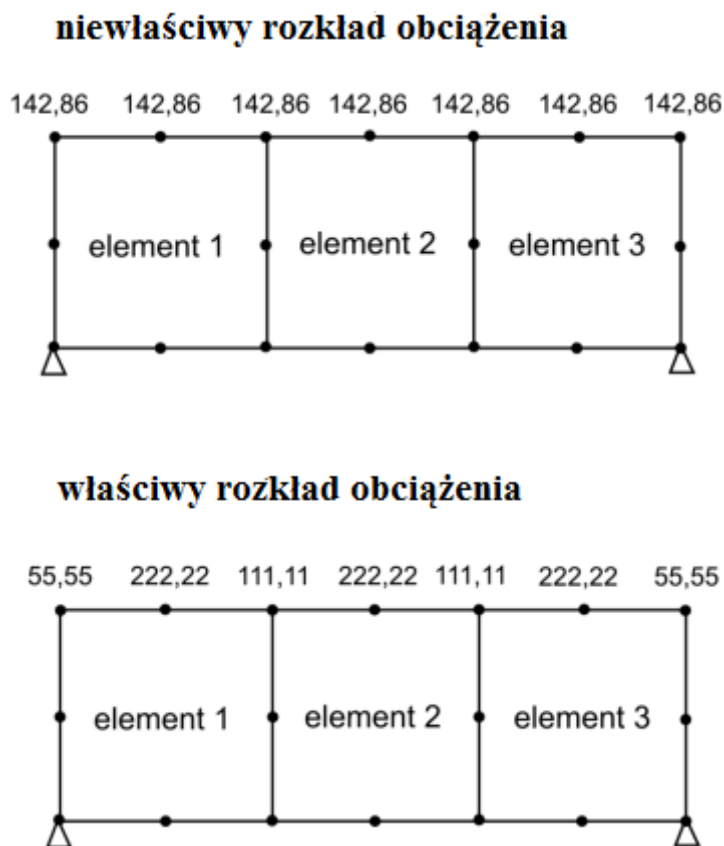 niewłaściwy rozkład obciążenia
142,86 142,86 142,86 142,86 142,86 142,86 142,86
element 1 element 2 element 3
właściwy rozkład obciążenia
55,55 222,22 111,11 222,22 111,11 222,22 55,55
element 1 element 2 element 3